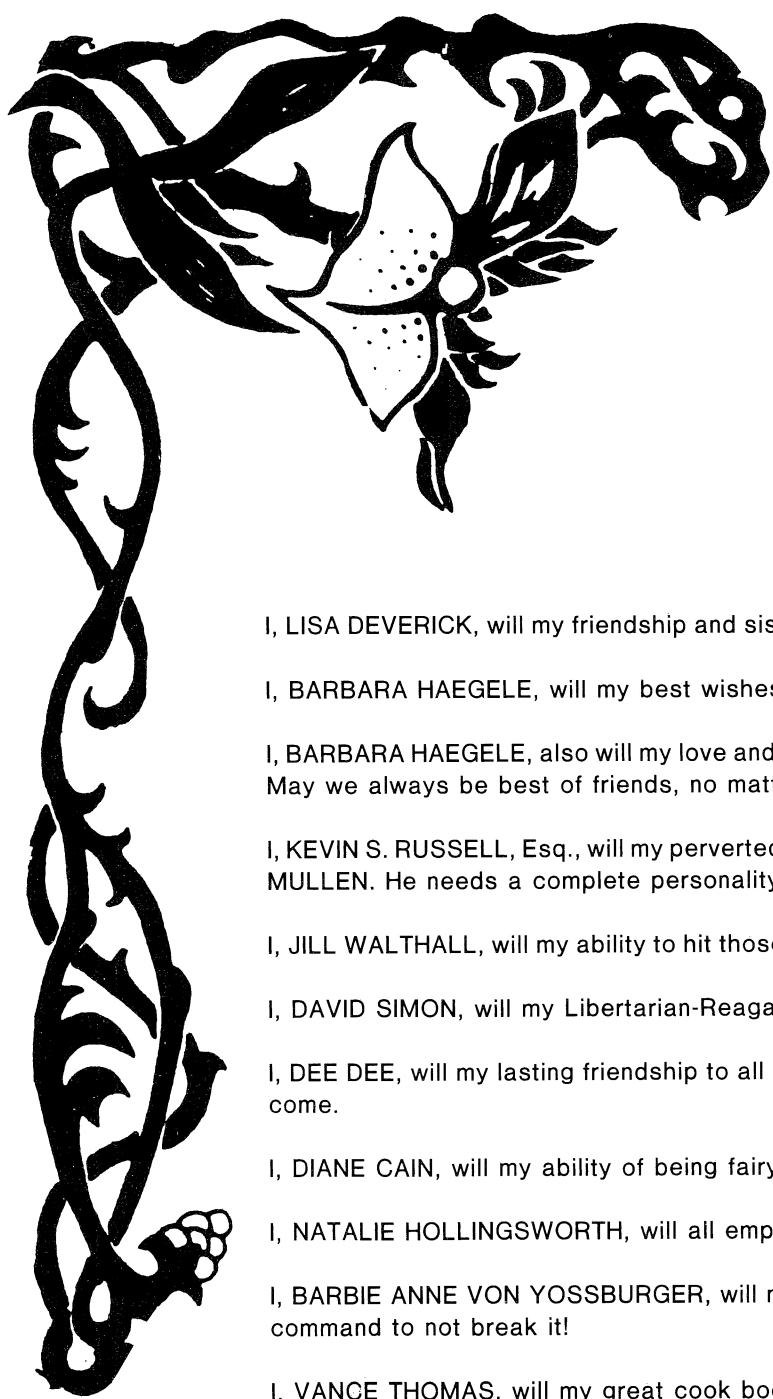 I, LISA DEVERICK, will my friendship and sis
I, BARBARA HAEGELE, will my best wishes
I, BARBARA HAEGELE, also will my love and
May we always be best of friends, no mat
I, KEVIN S. RUSSELL, Esq., will my perverted
MULLEN. He needs a complete personality
I, JILL WALTHALL, will my ability to hit those
I, DAVID SIMON, will my Libertarian-Reaga
I, DEE DEE, will my lasting friendship to all
come.
I, DIANE CAIN, will my ability of being fairy
I, NATALIE HOLLINGSWORTH, will all emp
I, BARBIE ANNE VON YOSSBURGER, will
command to not break it!
I, VANCE THOMAS, will my great cook boo